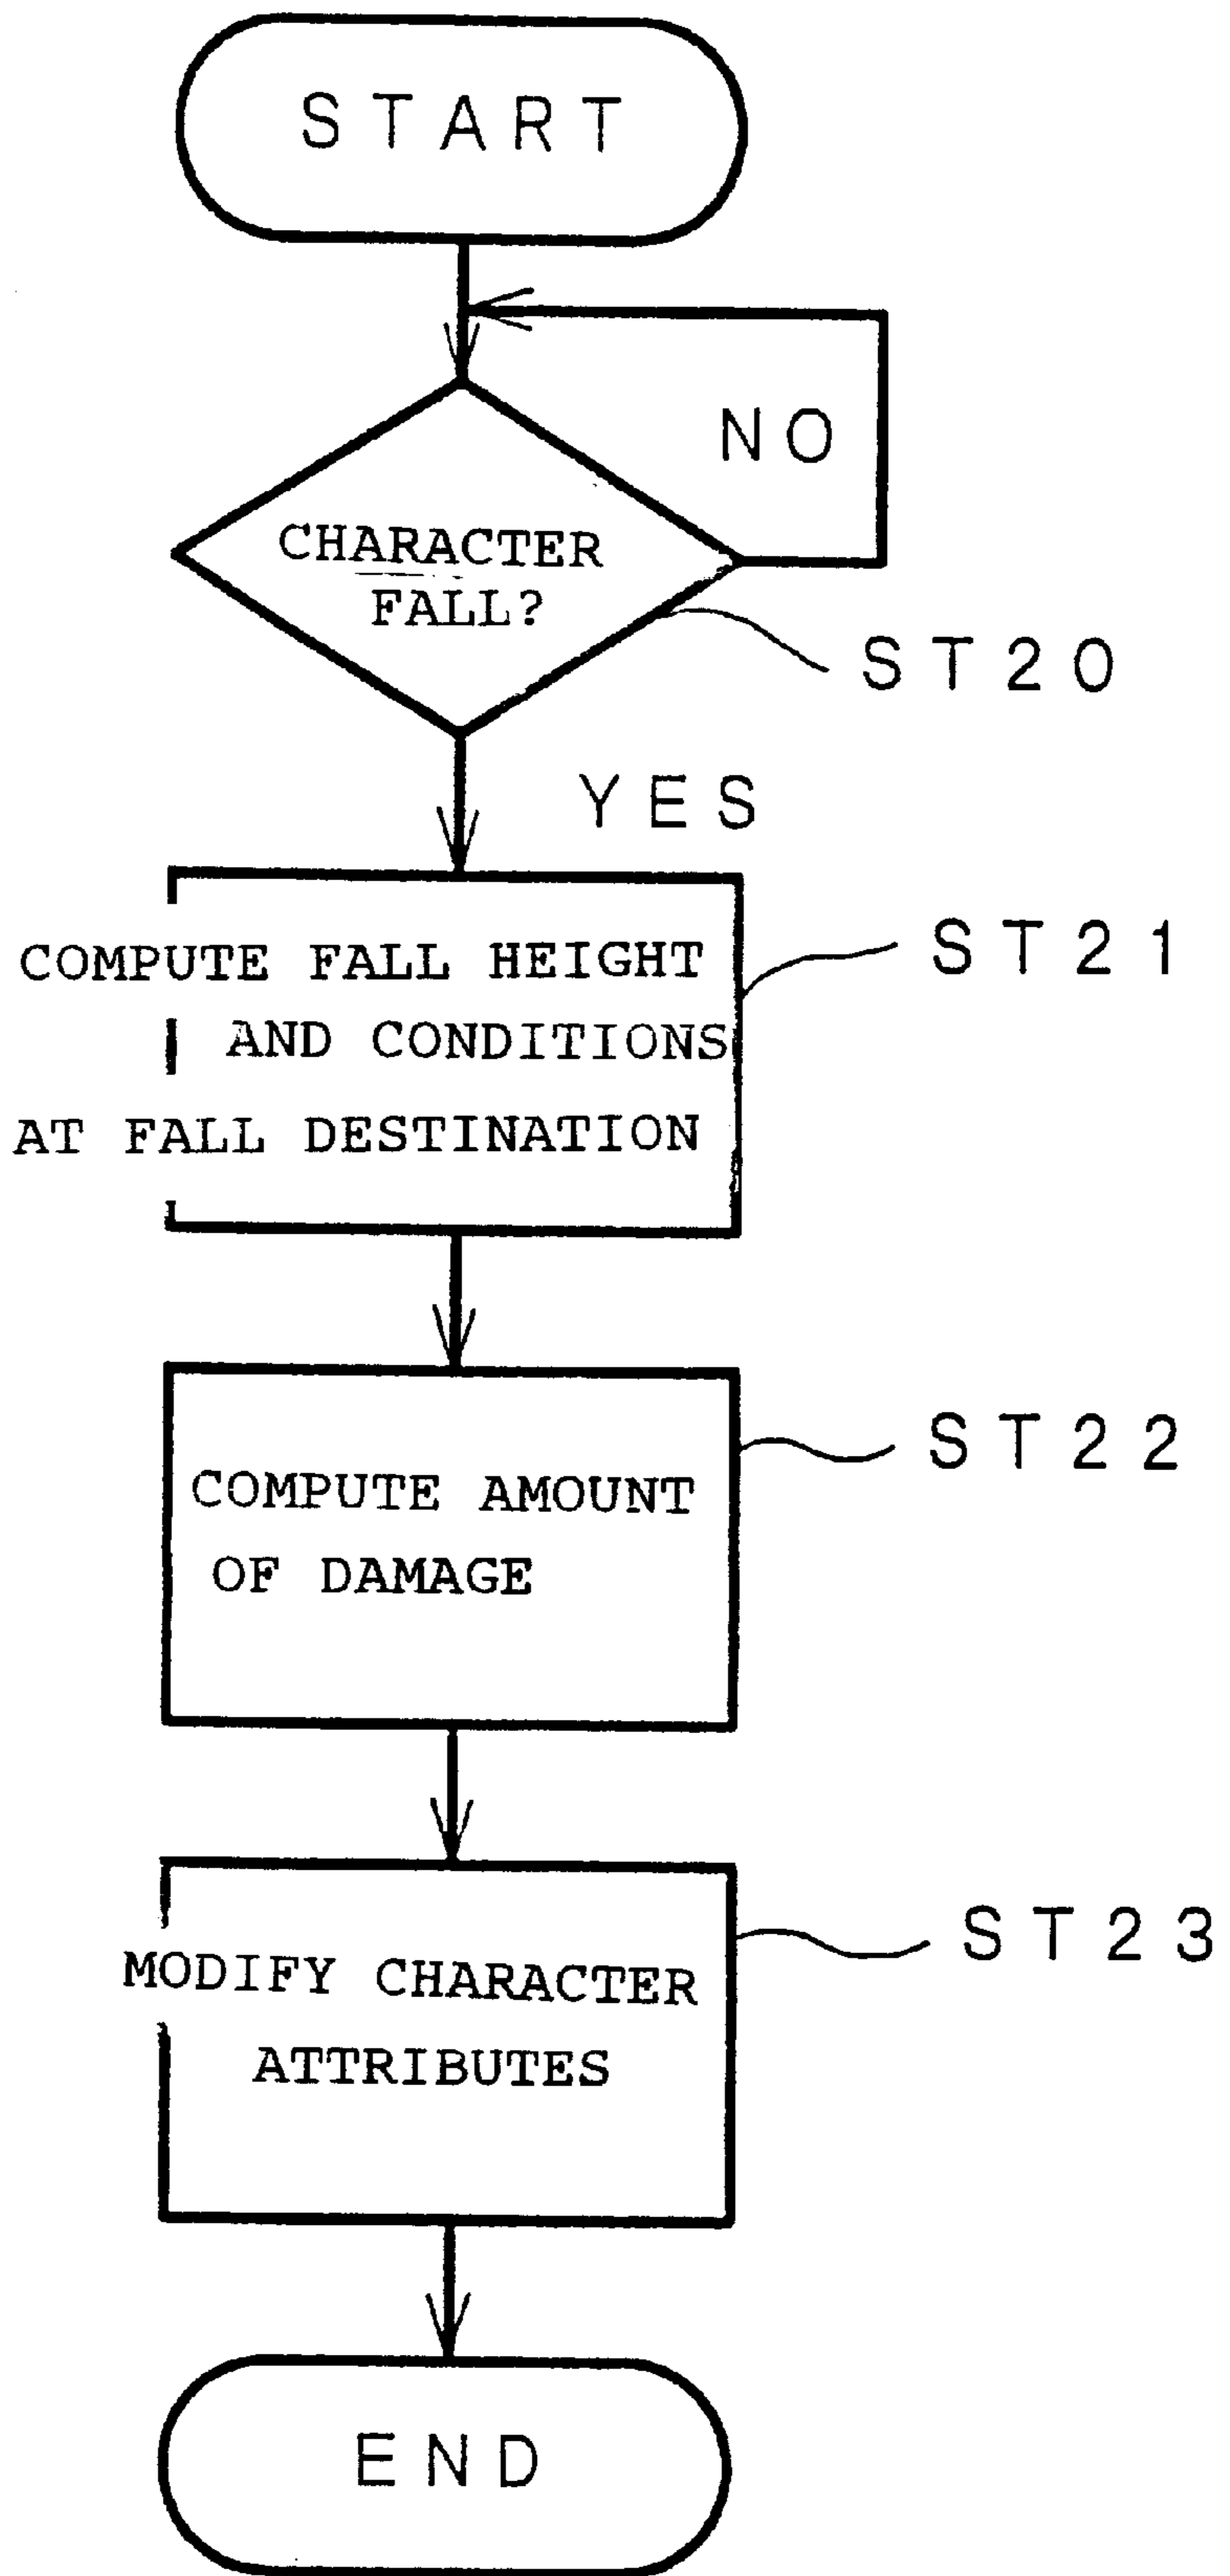 START
NO
CHARACTER
FALL?
ST20
YES
COMPUTE FALL HEIGHT
AND CONDITIONS
AT FALL DESTINATION
ST21
COMPUTE AMOUNT
OF DAMAGE
ST22
MODIFY CHARACTER
ATTRIBUTES
ST23
END